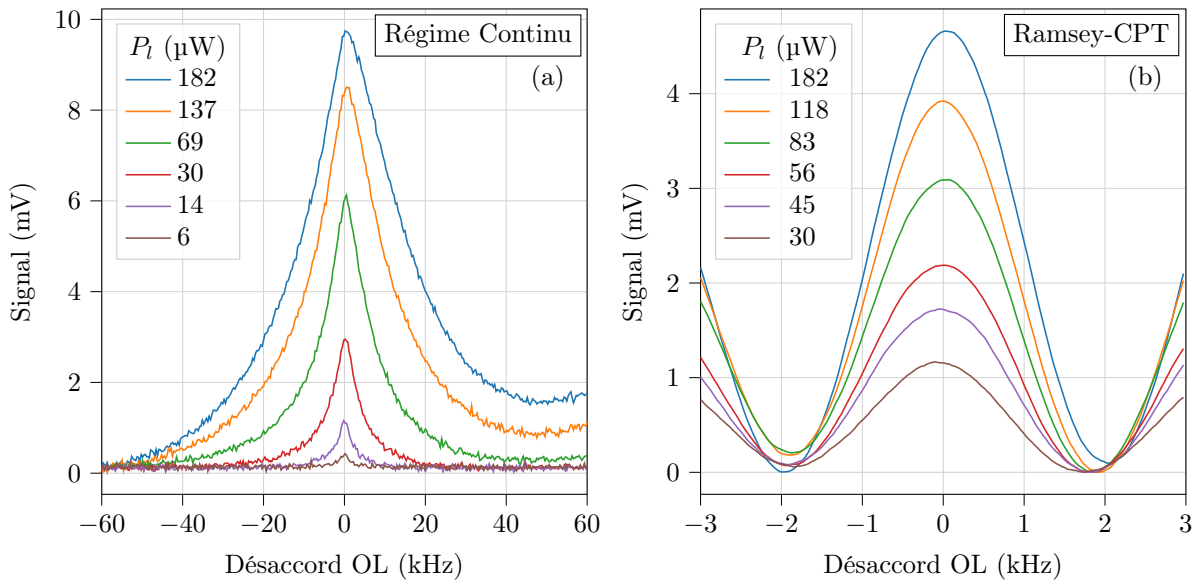 Régime Continu
(a)
P_l (µW)
182
137
69
30
14
6
Signal (mV)
10
8
6
4
2
0
−60 −40 −20 0 20 40 60
Désaccord OL (kHz)
Ramsey-CPT
(b)
P_l (µW)
182
118
83
56
45
30
Signal (mV)
4
3
2
1
0
−3 −2 −1 0 1 2 3
Désaccord OL (kHz)